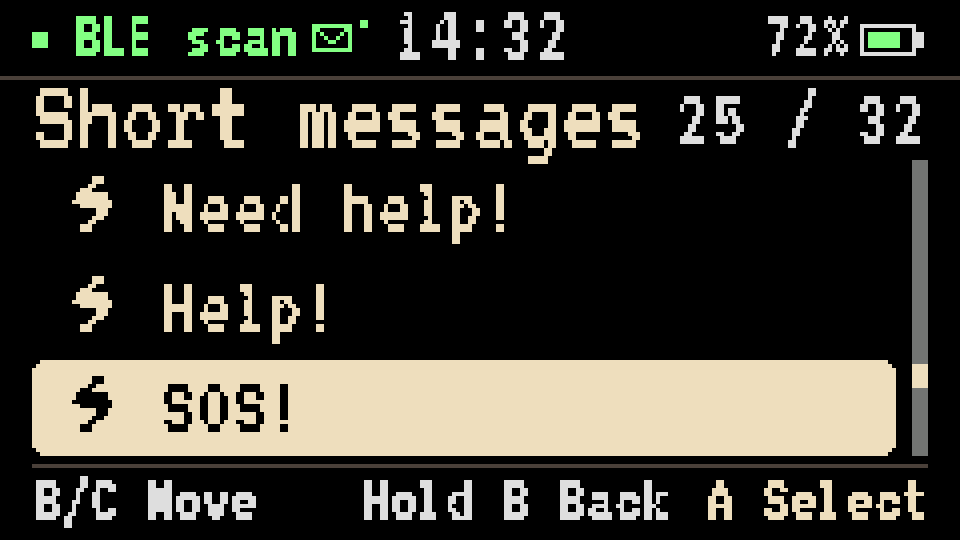 BLE scan 14:32 72%
Short messages 25 / 32
Need help!
Help!
SOS!
B/C Move Hold B Back A Select